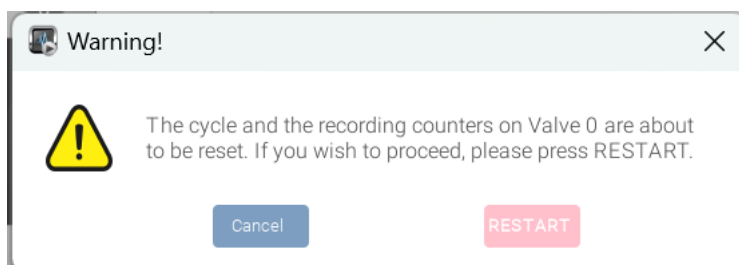 Warning!
The cycle and the recording counters on Valve 0 are about
to be reset. If you wish to proceed, please press RESTART.
Cancel
RESTART